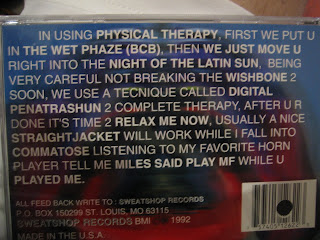 IN USING PHYSICAL THERAPY, FIRST WE PUT U
IN THE WET PHAZE (BCB), THEN WE JUST MOVE U
RIGHT INTO THE NIGHT OF THE LATIN SUN, BEING
VERY CAREFUL NOT BREAKING THE WISHBONE 2
SOON, WE USE A TECNIQUE CALLED DIGITAL
PENATRASHUN 2 COMPLETE THERAPY, AFTER U R
DONE IT'S TIME 2 RELAX ME NOW, USUALLY A NICE
STRAIGHTJACKET WILL WORK WHILE I FALL INTO
COMMATOSE LISTENING TO MY FAVORITE HORN
PLAYER TELL ME MILES SAID PLAY MF WHILE U
PLAYED ME.
ALL FEED BACK WRITE TO : SWEATSHOP RECORDS
P.O. BOX 150299 ST. LOUIS, MO 63115
SWEATSHOP RECORDS BMI 1992
MADE IN THE U.S.A